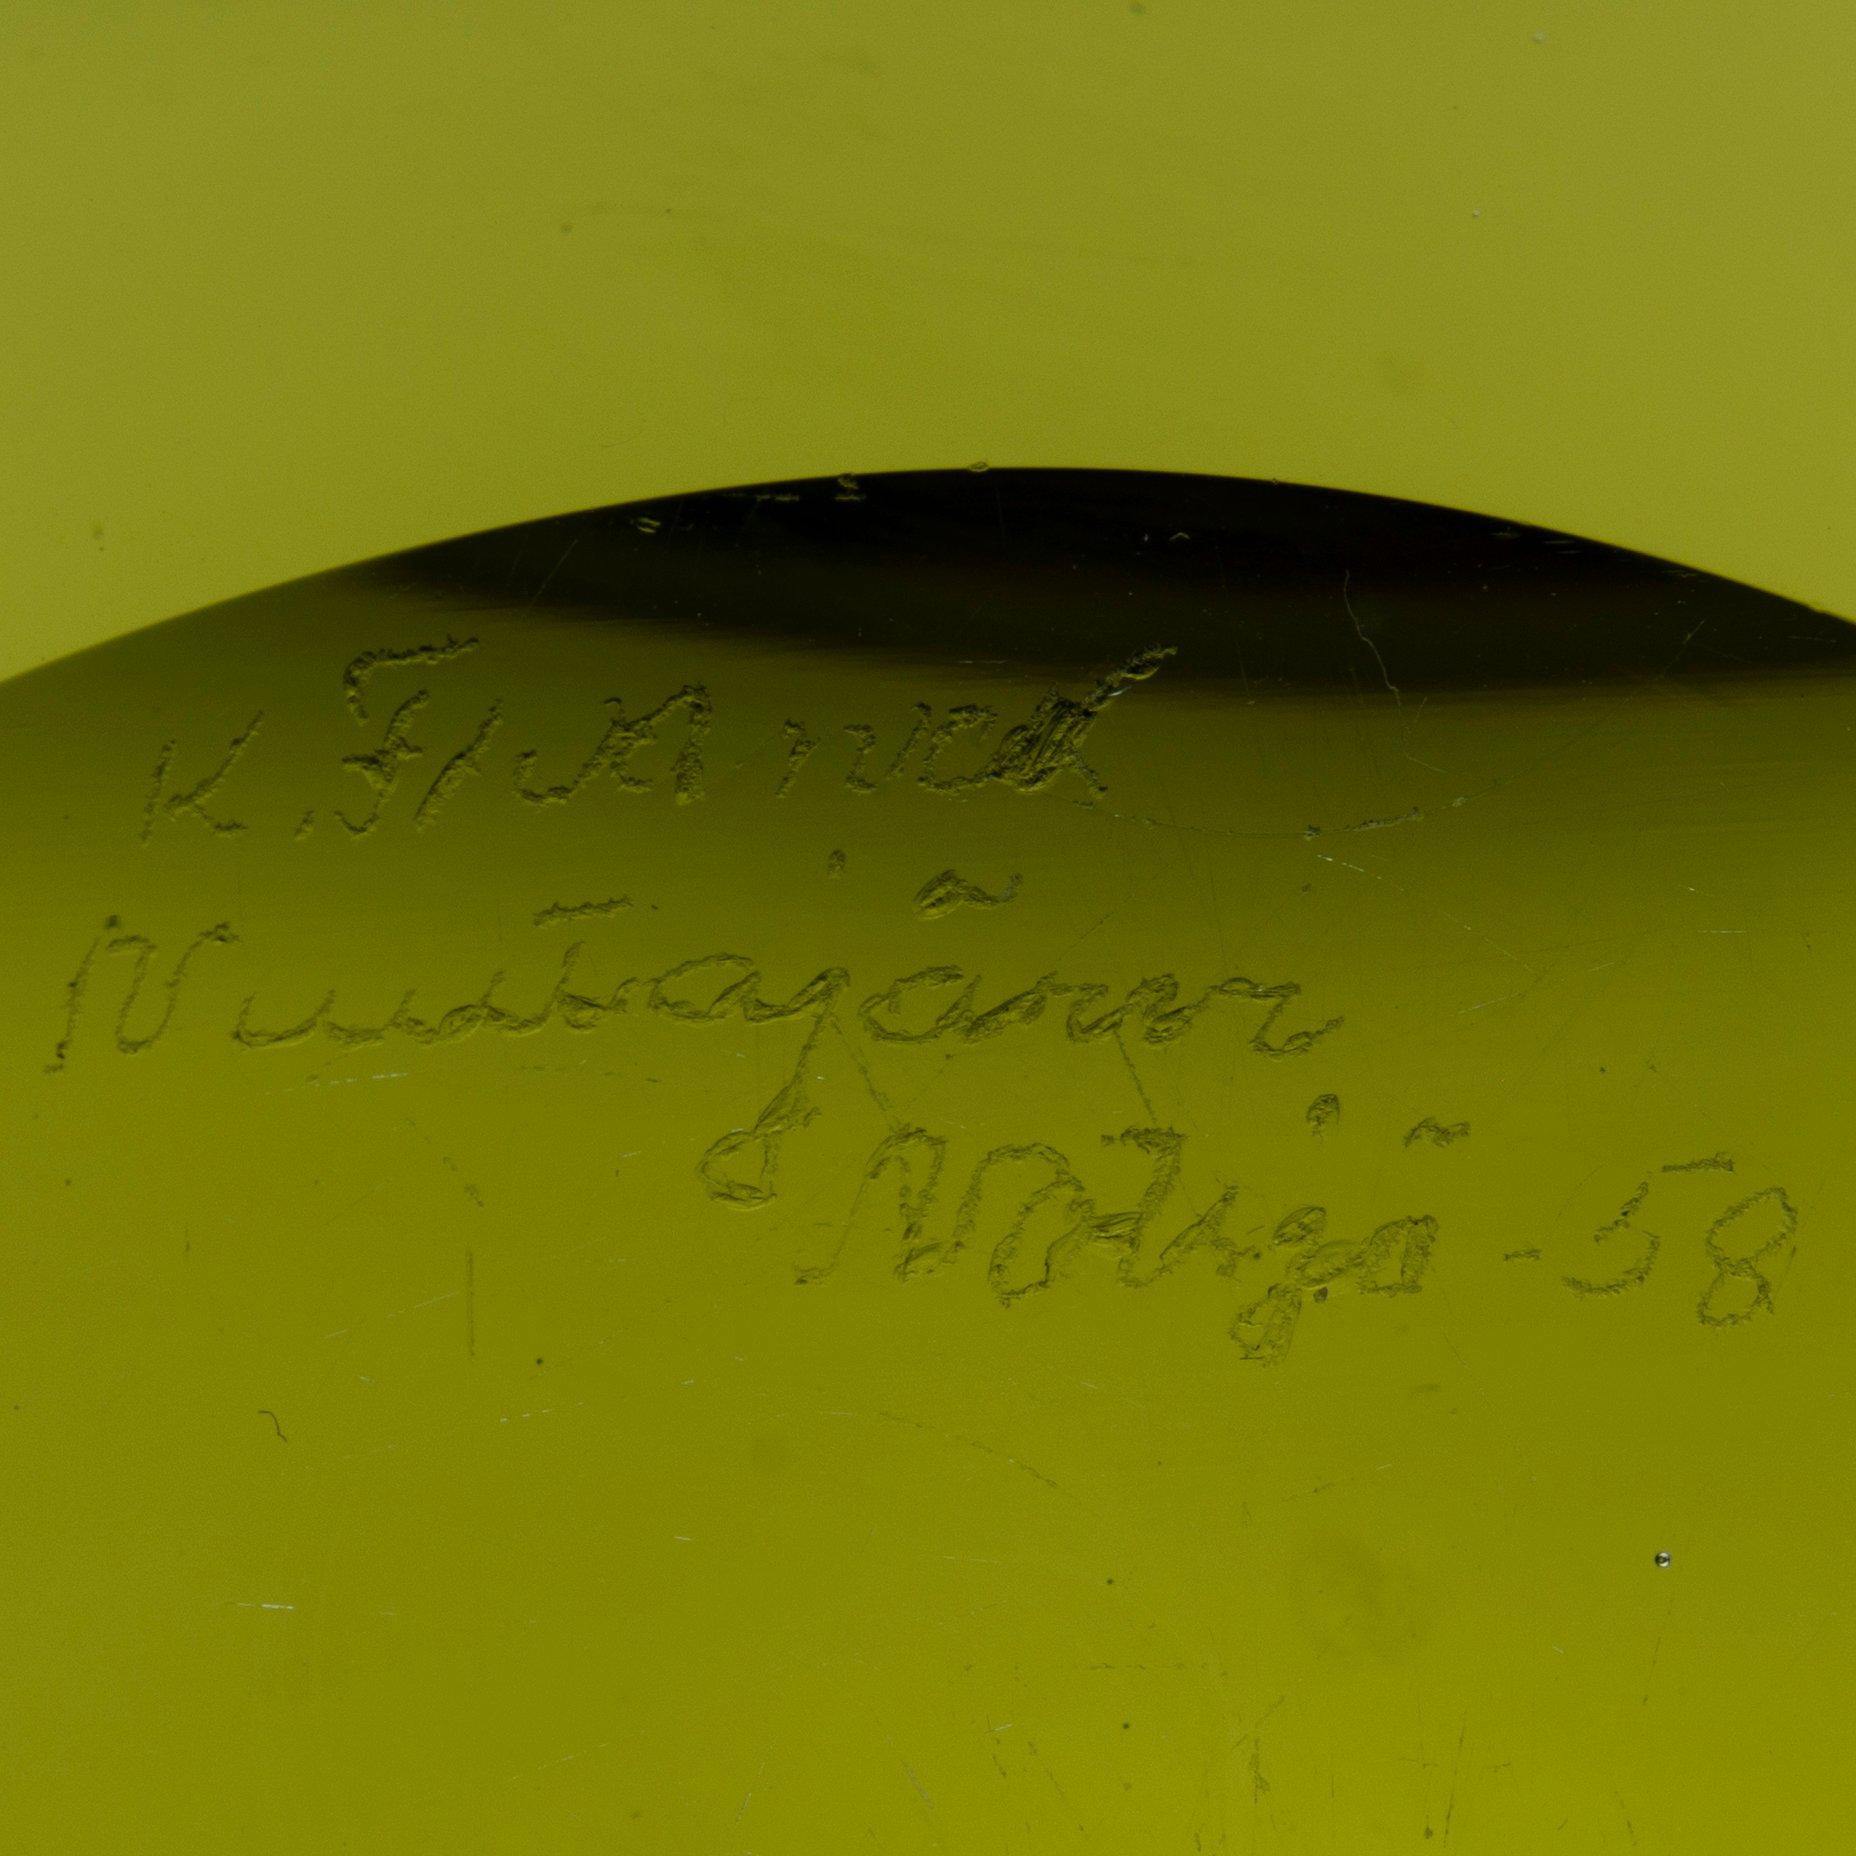 K. Franck
Nuutajärvi
Notsjö - 58